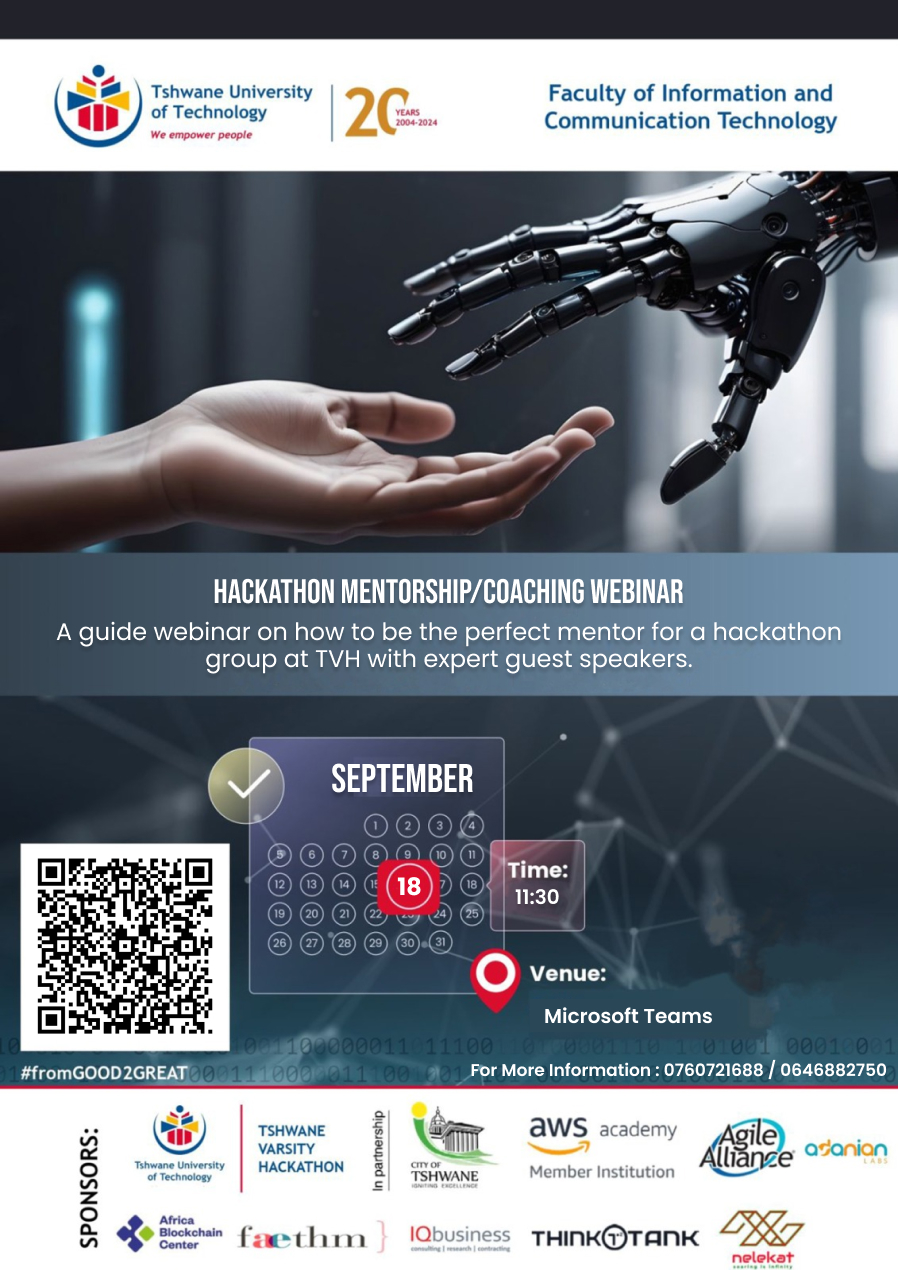 Tshwane University
of Technology
We empower people
20
YEARS
2004-2024
Faculty of Information and
Communication Technology
HACKATHON MENTORSHIP/COACHING WEBINAR
A guide webinar on how to be the perfect mentor for a hackathon
group at TVH with expert guest speakers.
SEPTEMBER
1 2 3 4
5 6 7 8 9 10 11
12 13 14 18 18
19 20 21 22 24 25
26 27 28 29 30 31
Time:
11:30
Venue:
Microsoft Teams
#fromGOOD2GREAT
For More Information : 0760721688 / 0646882750
SPONSORS:
Tshwane University
of Technology
TSHWANE
VARSITY
HACKATHON
In partnership
CITY OF
TSHWANE
IGNITING EXCELLENCE
aws academy
Member Institution
Agile
Alliance
adanian
LABS
Africa
Blockchain
Center
faethm
IQbusiness
consulting | research | contracting
THINK TANK
nelekat